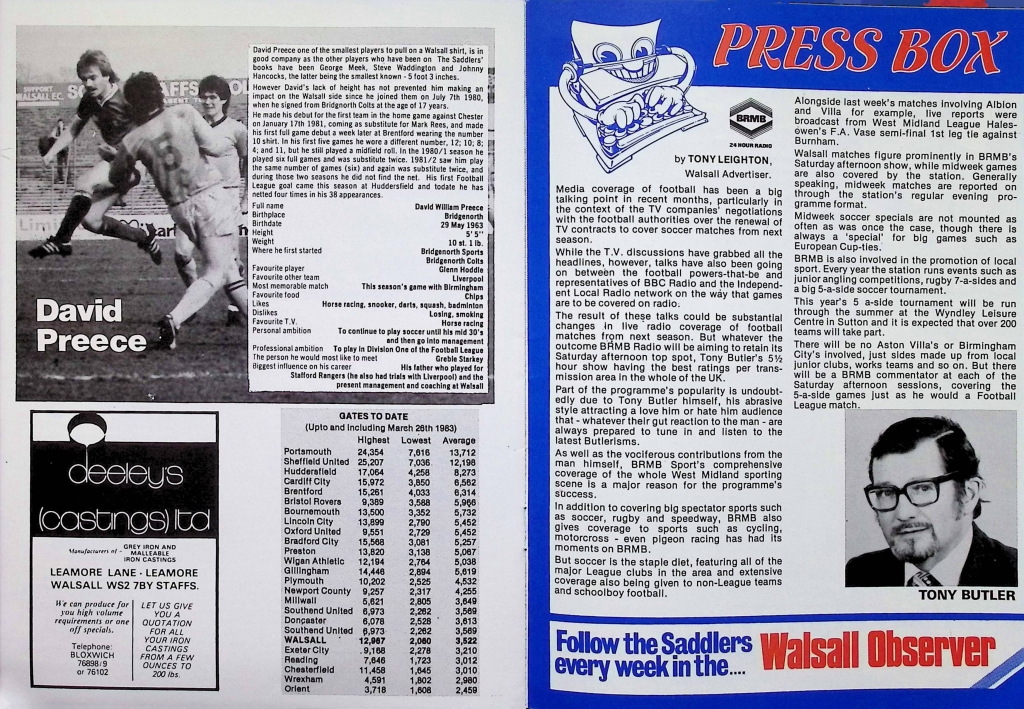 David Preece one of the smallest players to pull on a Walsall shirt, is in
good company as the other players who have been on The Saddlers'
books have been George Meek, Steve Waddington and Johnny
Hancocks, the latter being the smallest known - 5 foot 3 inches.
However David's lack of height has not prevented him making an
impact on the Walsall side since he joined them on July 7th 1980,
when he signed from Bridgnorth Colts at the age of 17 years.
He made his debut for the first team in the home game against Chester
on January 17th 1981, coming as substitute for Mark Rees, and made
his first full game debut a week later at Brentford wearing the number
10 shirt. In his first five games he wore a different number, 12; 10; 8;
4; and 11, but he still played a midfield roll. In the 1980/1 season he
played six full games and was substitute twice. 1981/2 saw him play
the same number of games (six) and again was substitute twice, and
during those two seasons he did not find the net. His first Football
League goal came this season at Huddersfield and todate he has
netted four times in his 38 appearances.
Full name David William Preece
Birthplace Bridgenorth
Birthdate 29 May 1963
Height 5' 5"
Weight 10 st. 1 lb.
Where he first started Bridgenorth Sports
Bridgenorth Colts
Favourite player Glenn Hoddle
Favourite other team Liverpool
Most memorable match This season's game with Birmingham
Favourite food Chips
Likes Horse racing, snooker, darts, squash, badminton
Dislikes Losing, smoking
Favourite T.V. Horse racing
Personal ambition To continue to play soccer until his mid 30's
and then go into management
Professional ambition To play in Division One of the Football League
The person he would most like to meet Greble Starkey
Biggest influence on his career His father who played for
Stafford Rangers (he also had trials with Liverpool) and the
present management and coaching at Walsall
David
Preece
deeley's
(castings) ltd
Manufacturers of - GREY IRON AND
MALLEABLE
IRON CASTINGS
LEAMORE LANE · LEAMORE
WALSALL WS2 7BY STAFFS.
We can produce for
you high volume
requirements or one
off specials.
Telephone:
BLOXWICH
76898/9
or 76102
LET US GIVE
YOU A
QUOTATION
FOR ALL
YOUR IRON
CASTINGS
FROM A FEW
OUNCES TO
200 lbs.
GATES TO DATE
(Upto and Including March 26th 1983)
Highest Lowest Average
Portsmouth 24,354 7,616 13,712
Sheffield United 25,207 7,036 12,198
Huddersfield 17,064 4,258 8,273
Cardiff City 15,972 3,850 6,562
Brentford 15,261 4,033 6,314
Bristol Rovers 9,389 3,588 5,966
Bournemouth 13,500 3,352 5,732
Lincoln City 13,899 2,790 5,452
Oxford United 9,551 2,729 5,452
Bradford City 15,568 3,081 5,257
Preston 13,820 3,138 5,067
Wigan Athletic 12,194 2,764 5,038
Gillingham 14,448 2,894 5,619
Plymouth 10,202 2,525 4,532
Newport County 9,257 2,317 4,255
Millwall 5,621 2,805 3,649
Southend United 6,973 2,262 3,569
Doncaster 6,078 2,528 3,613
Southend United 9,973 2,262 3,569
WALSALL 12,967 2,060 3,522
Exeter City 9,168 2,278 3,210
Reading 7,646 1,723 3,012
Chesterfield 11,458 1,645 3,010
Wrexham 4,591 1,802 2,980
Orient 3,718 1,608 2,459
PRESS BOX
BRMB
24 HOUR RADIO
by TONY LEIGHTON,
Walsall Advertiser.
Media coverage of football has been a big
talking point in recent months, particularly in
the context of the TV companies' negotiations
with the football authorities over the renewal of
TV contracts to cover soccer matches from next
season.
While the T.V. discussions have grabbed all the
headlines, however, talks have also been going
on between the football powers-that-be and
representatives of BBC Radio and the Independ-
ent Local Radio network on the way that games
are to be covered on radio.
The result of these talks could be substantial
changes in live radio coverage of football
matches from next season. But whatever the
outcome BRMB Radio will be aiming to retain its
Saturday afternoon top spot, Tony Butler's 5½
hour show having the best ratings per trans-
mission area in the whole of the UK.
Part of the programme's popularity is undoubt-
edly due to Tony Butler himself, his abrasive
style attracting a love him or hate him audience
that - whatever their gut reaction to the man - are
always prepared to tune in and listen to the
latest Butlerisms.
As well as the vociferous contributions from the
man himself, BRMB Sport's comprehensive
coverage of the whole West Midland sporting
scene is a major reason for the programme's
success.
In addition to covering big spectator sports such
as soccer, rugby and speedway, BRMB also
gives coverage to sports such as cycling,
motorcross - even pigeon racing has had its
moments on BRMB.
But soccer is the staple diet, featuring all of the
major League clubs in the area and extensive
coverage also being given to non-League teams
and schoolboy football.
Alongside last week's matches involving Albion
and Villa for example, live reports were
broadcast from West Midland League Hales-
owen's F.A. Vase semi-final 1st leg tie against
Burnham.
Walsall matches figure prominently in BRMB's
Saturday afternoon show, while midweek games
are also covered by the station. Generally
speaking, midweek matches are reported on
through the station's regular evening pro-
gramme format.
Midweek soccer specials are not mounted as
often as was once the case, though there is
always a 'special' for big games such as
European Cup-ties.
BRMB is also involved in the promotion of local
sport. Every year the station runs events such as
junior angling competitions, rugby 7-a-sides and
a big 5-a-side soccer tournament.
This year's 5 a-side tournament will be run
through the summer at the Wyndley Leisure
Centre in Sutton and it is expected that over 200
teams will take part.
There will be no Aston Villa's or Birmingham
City's involved, just sides made up from local
junior clubs, works teams and so on. But there
will be a BRMB commentator at each of the
Saturday afternoon sessions, covering the
5-a-side games just as he would a Football
League match.
TONY BUTLER
Follow the Saddlers
every week in the....
Walsall Observer